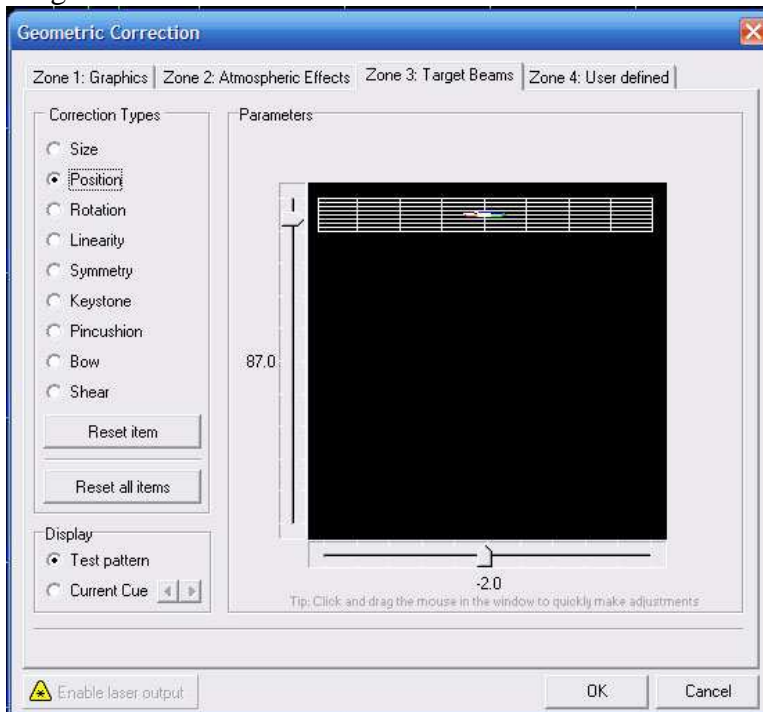 Geometric Correction
Zone 1: Graphics
Zone 2: Atmospheric Effects
Zone 3: Target Beams
Zone 4: User defined
Correction Types
Size
Position
Rotation
Linearity
Symmetry
Keystone
Pincushion
Bow
Shear
Reset item
Reset all items
Display
Test pattern
Current Cue
Parameters
87.0
-2.0
Tip: Click and drag the mouse in the window to quickly make adjustments
Enable laser output
OK
Cancel